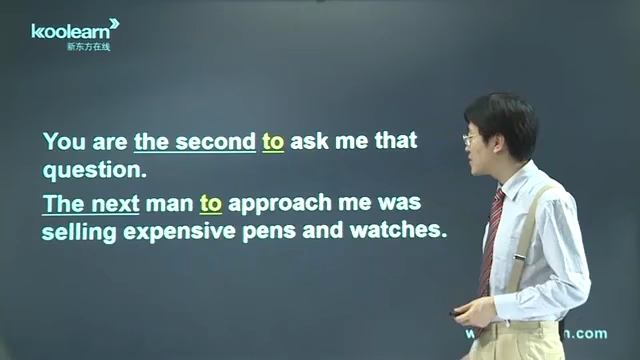 koolearn
新东方在线
You are the second to ask me that
question.
The next man to approach me was
selling expensive pens and watches.